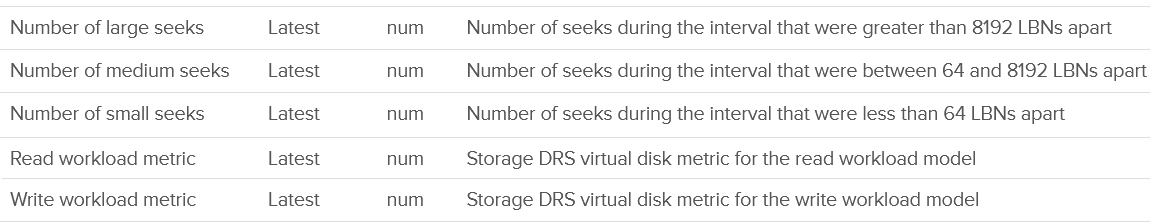 Number of large seeks Latest num Number of seeks during the interval that were greater than 8192 LBNs apart
Number of medium seeks Latest num Number of seeks during the interval that were between 64 and 8192 LBNs apart
Number of small seeks Latest num Number of seeks during the interval that were less than 64 LBNs apart
Read workload metric Latest num Storage DRS virtual disk metric for the read workload model
Write workload metric Latest num Storage DRS virtual disk metric for the write workload model